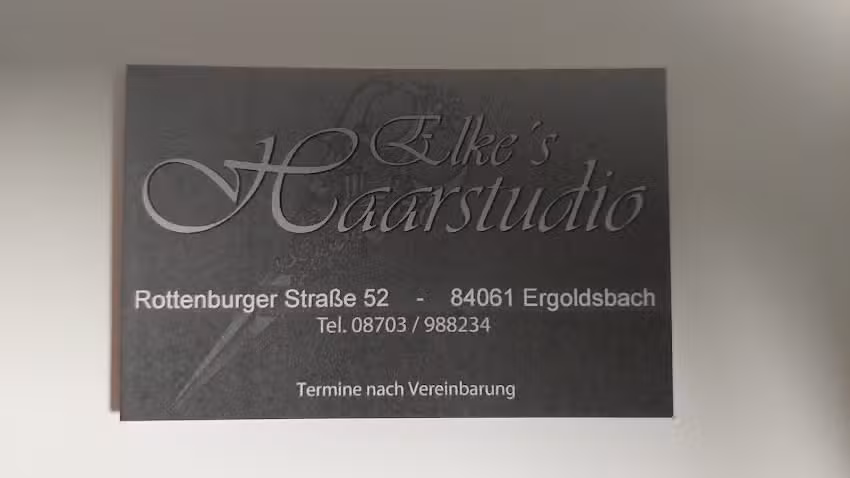 Elke´s
Haarstudio
Rottenburger Straße 52 - 84061 Ergoldsbach
Tel. 08703 / 988234
Termine nach Vereinbarung